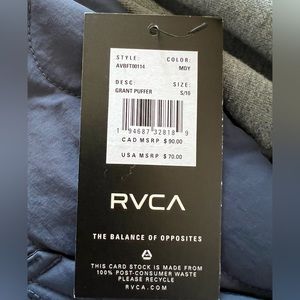 STYLE: COLOR:
AVBFT00114 MDY
DESC: SIZE:
GRANT PUFFER S/10
1 94687 32818 9
CAD MSRP $90.00
USA MSRP $70.00
RVCA
THE BALANCE OF OPPOSITES
THIS CARD STOCK IS MADE FROM
100% POST-CONSUMER WASTE
PLEASE RECYCLE
RVCA.COM